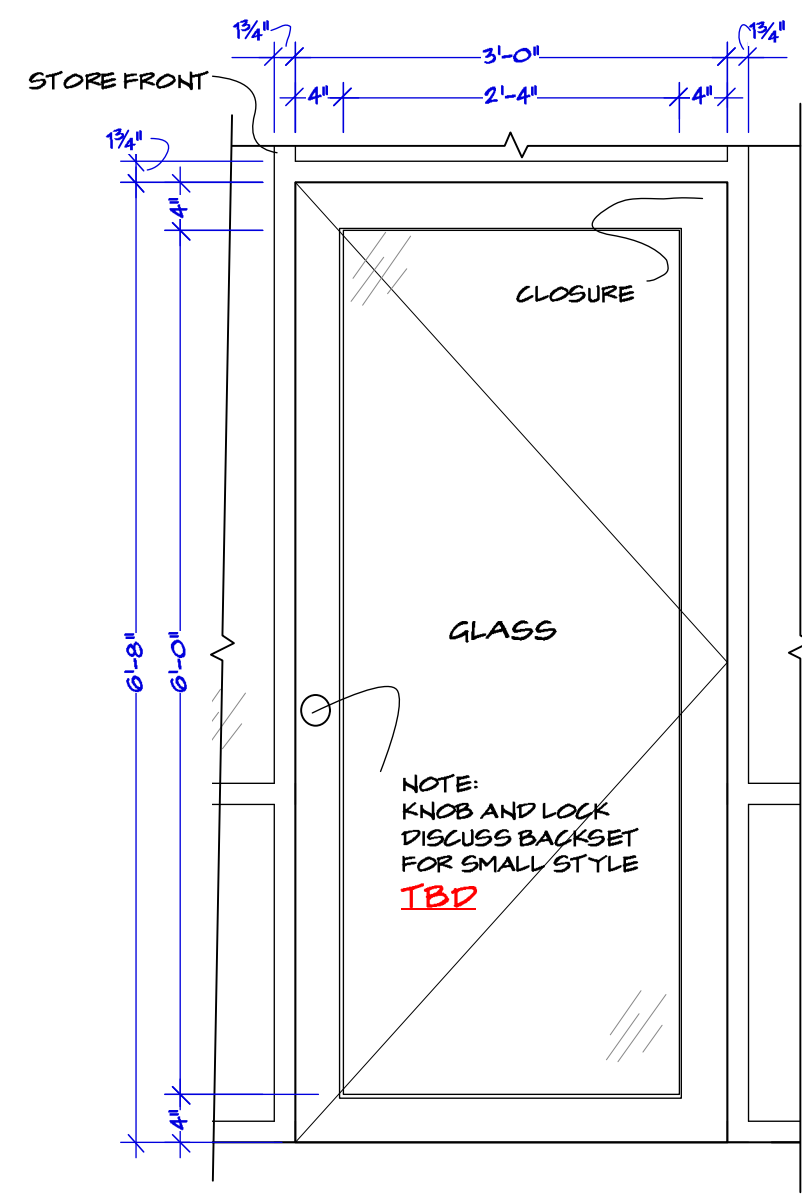 1¾" 1¾"
3'-0"
STORE FRONT
4" 2'-4" 4"
1¾"
4"
CLOSURE
GLASS
6'-8" 6'-0"
NOTE:
KNOB AND LOCK
DISCUSS BACKSET
FOR SMALL STYLE
TBD
4"